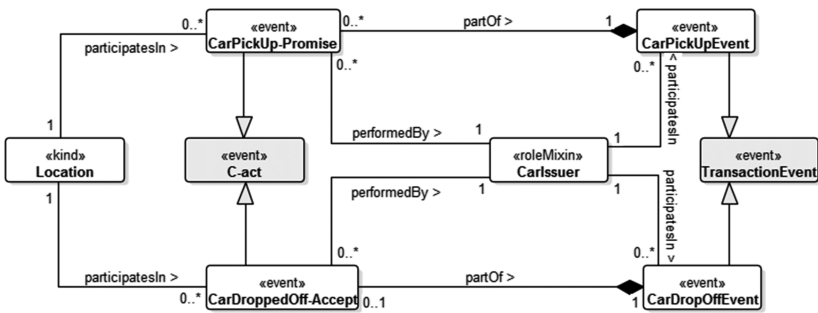 0..*
«event»
CarPickUp-Promise
0..*
partOf >
1
«event»
CarPickUpEvent
participatesIn >
0..*
0..*
< participatesIn
1
performedBy >
1
1
«kind»
Location
«event»
C-act
«roleMixin»
CarIssuer
«event»
TransactionEvent
1
performedBy >
1
1
participatesIn >
0..*
0..*
participatesIn >
0..*
«event»
CarDroppedOff-Accept
0..1
partOf >
1
«event»
CarDropOffEvent